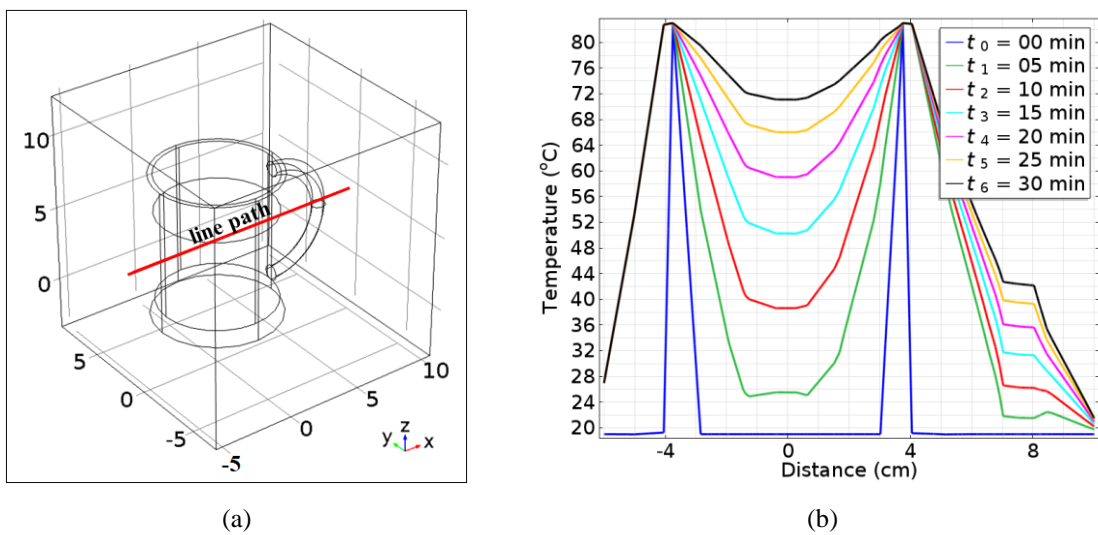 10
5
0
5
0
-5
-5
0
5
10
line path
y z x
(a)
80
76
72
68
64
60
56
52
48
44
40
36
32
28
24
20
Temperature (°C)
-4 0 4 8
Distance (cm)
t 0 = 00 min
t 1 = 05 min
t 2 = 10 min
t 3 = 15 min
t 4 = 20 min
t 5 = 25 min
t 6 = 30 min
(b)